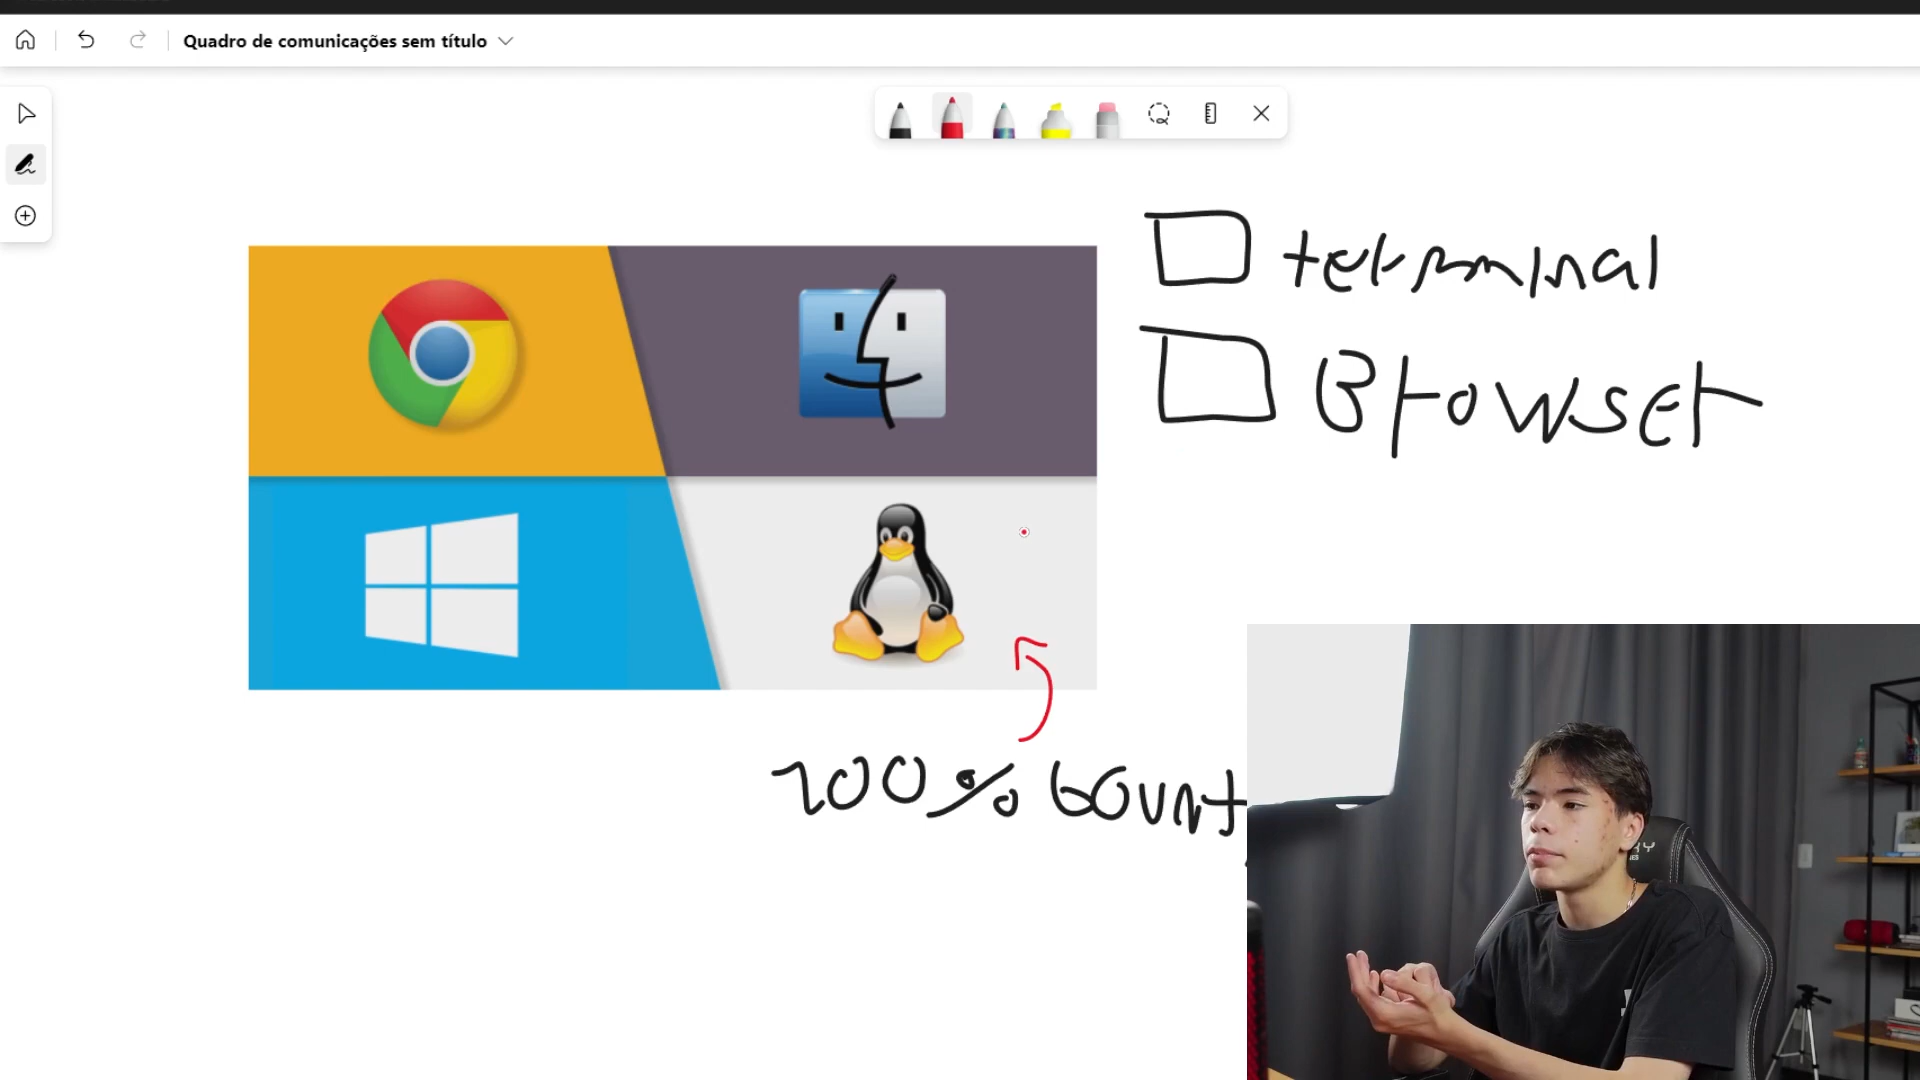 Quadro de comunicações sem título
terminal
Browser
100% bount